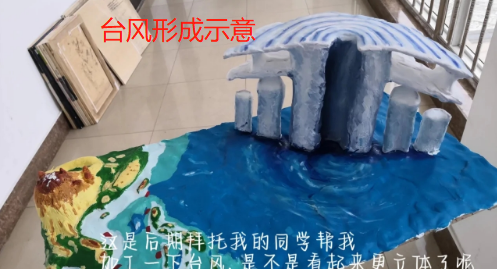 台风形成示意
这是后期拜托我的同学帮我
加工一下台风,是不是看起来更立体了呢